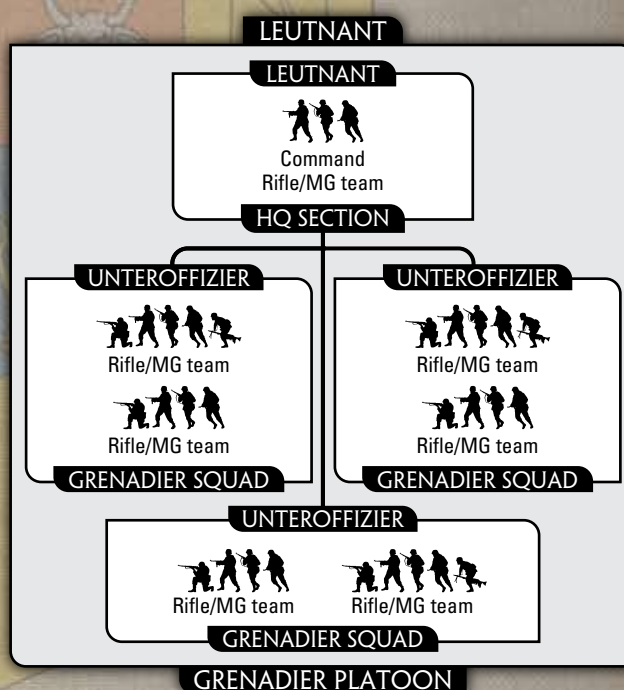 LEUTNANT
LEUTNANT
Command
Rifle/MG team
HQ SECTION
UNTEROFFIZIER
Rifle/MG team
Rifle/MG team
GRENADIER SQUAD
UNTEROFFIZIER
Rifle/MG team
Rifle/MG team
GRENADIER SQUAD
UNTEROFFIZIER
Rifle/MG team Rifle/MG team
GRENADIER SQUAD
GRENADIER PLATOON